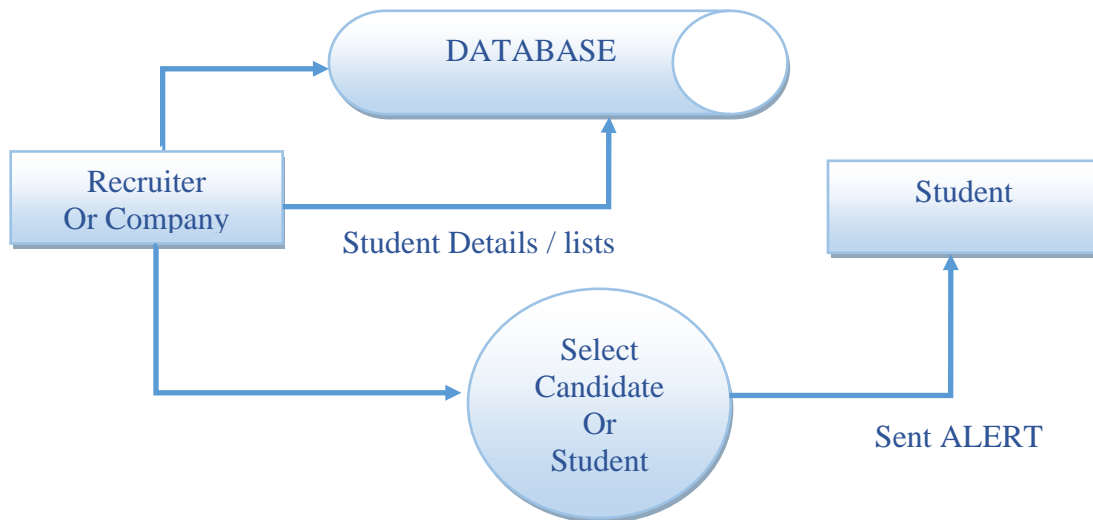 DATABASE
Recruiter
Or Company
Student
Student Details / lists
Select
Candidate
Or
Student
Sent ALERT